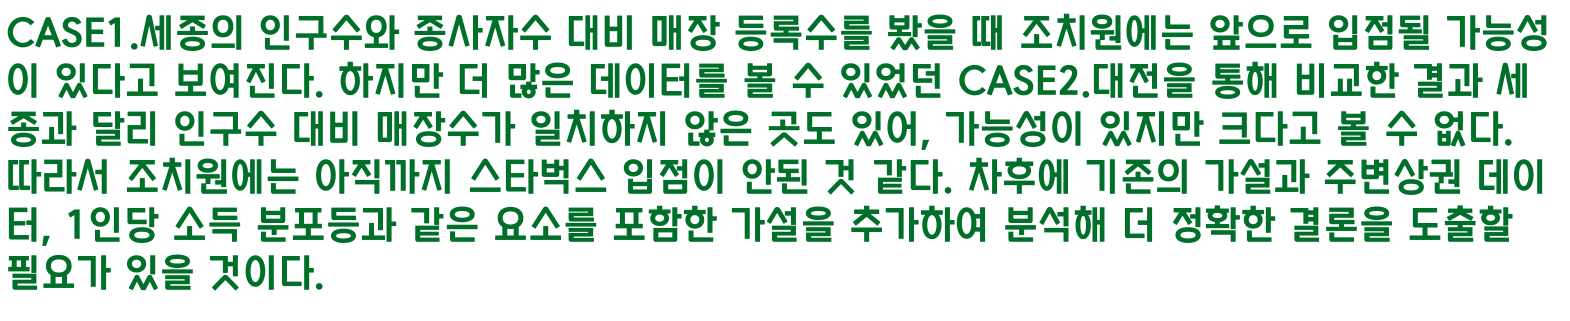 CASE1.세종의 인구수와 종사자수 대비 매장 등록수를 봤을 때 조치원에는 앞으로 입점될 가능성
이 있다고 보여진다. 하지만 더 많은 데이터를 볼 수 있었던 CASE2.대전을 통해 비교한 결과 세
종과 달리 인구수 대비 매장수가 일치하지 않은 곳도 있어, 가능성이 있지만 크다고 볼 수 없다.
따라서 조치원에는 아직까지 스타벅스 입점이 안된 것 같다. 차후에 기존의 가설과 주변상권 데이
터, 1인당 소득 분포등과 같은 요소를 포함한 가설을 추가하여 분석해 더 정확한 결론을 도출할
필요가 있을 것이다.